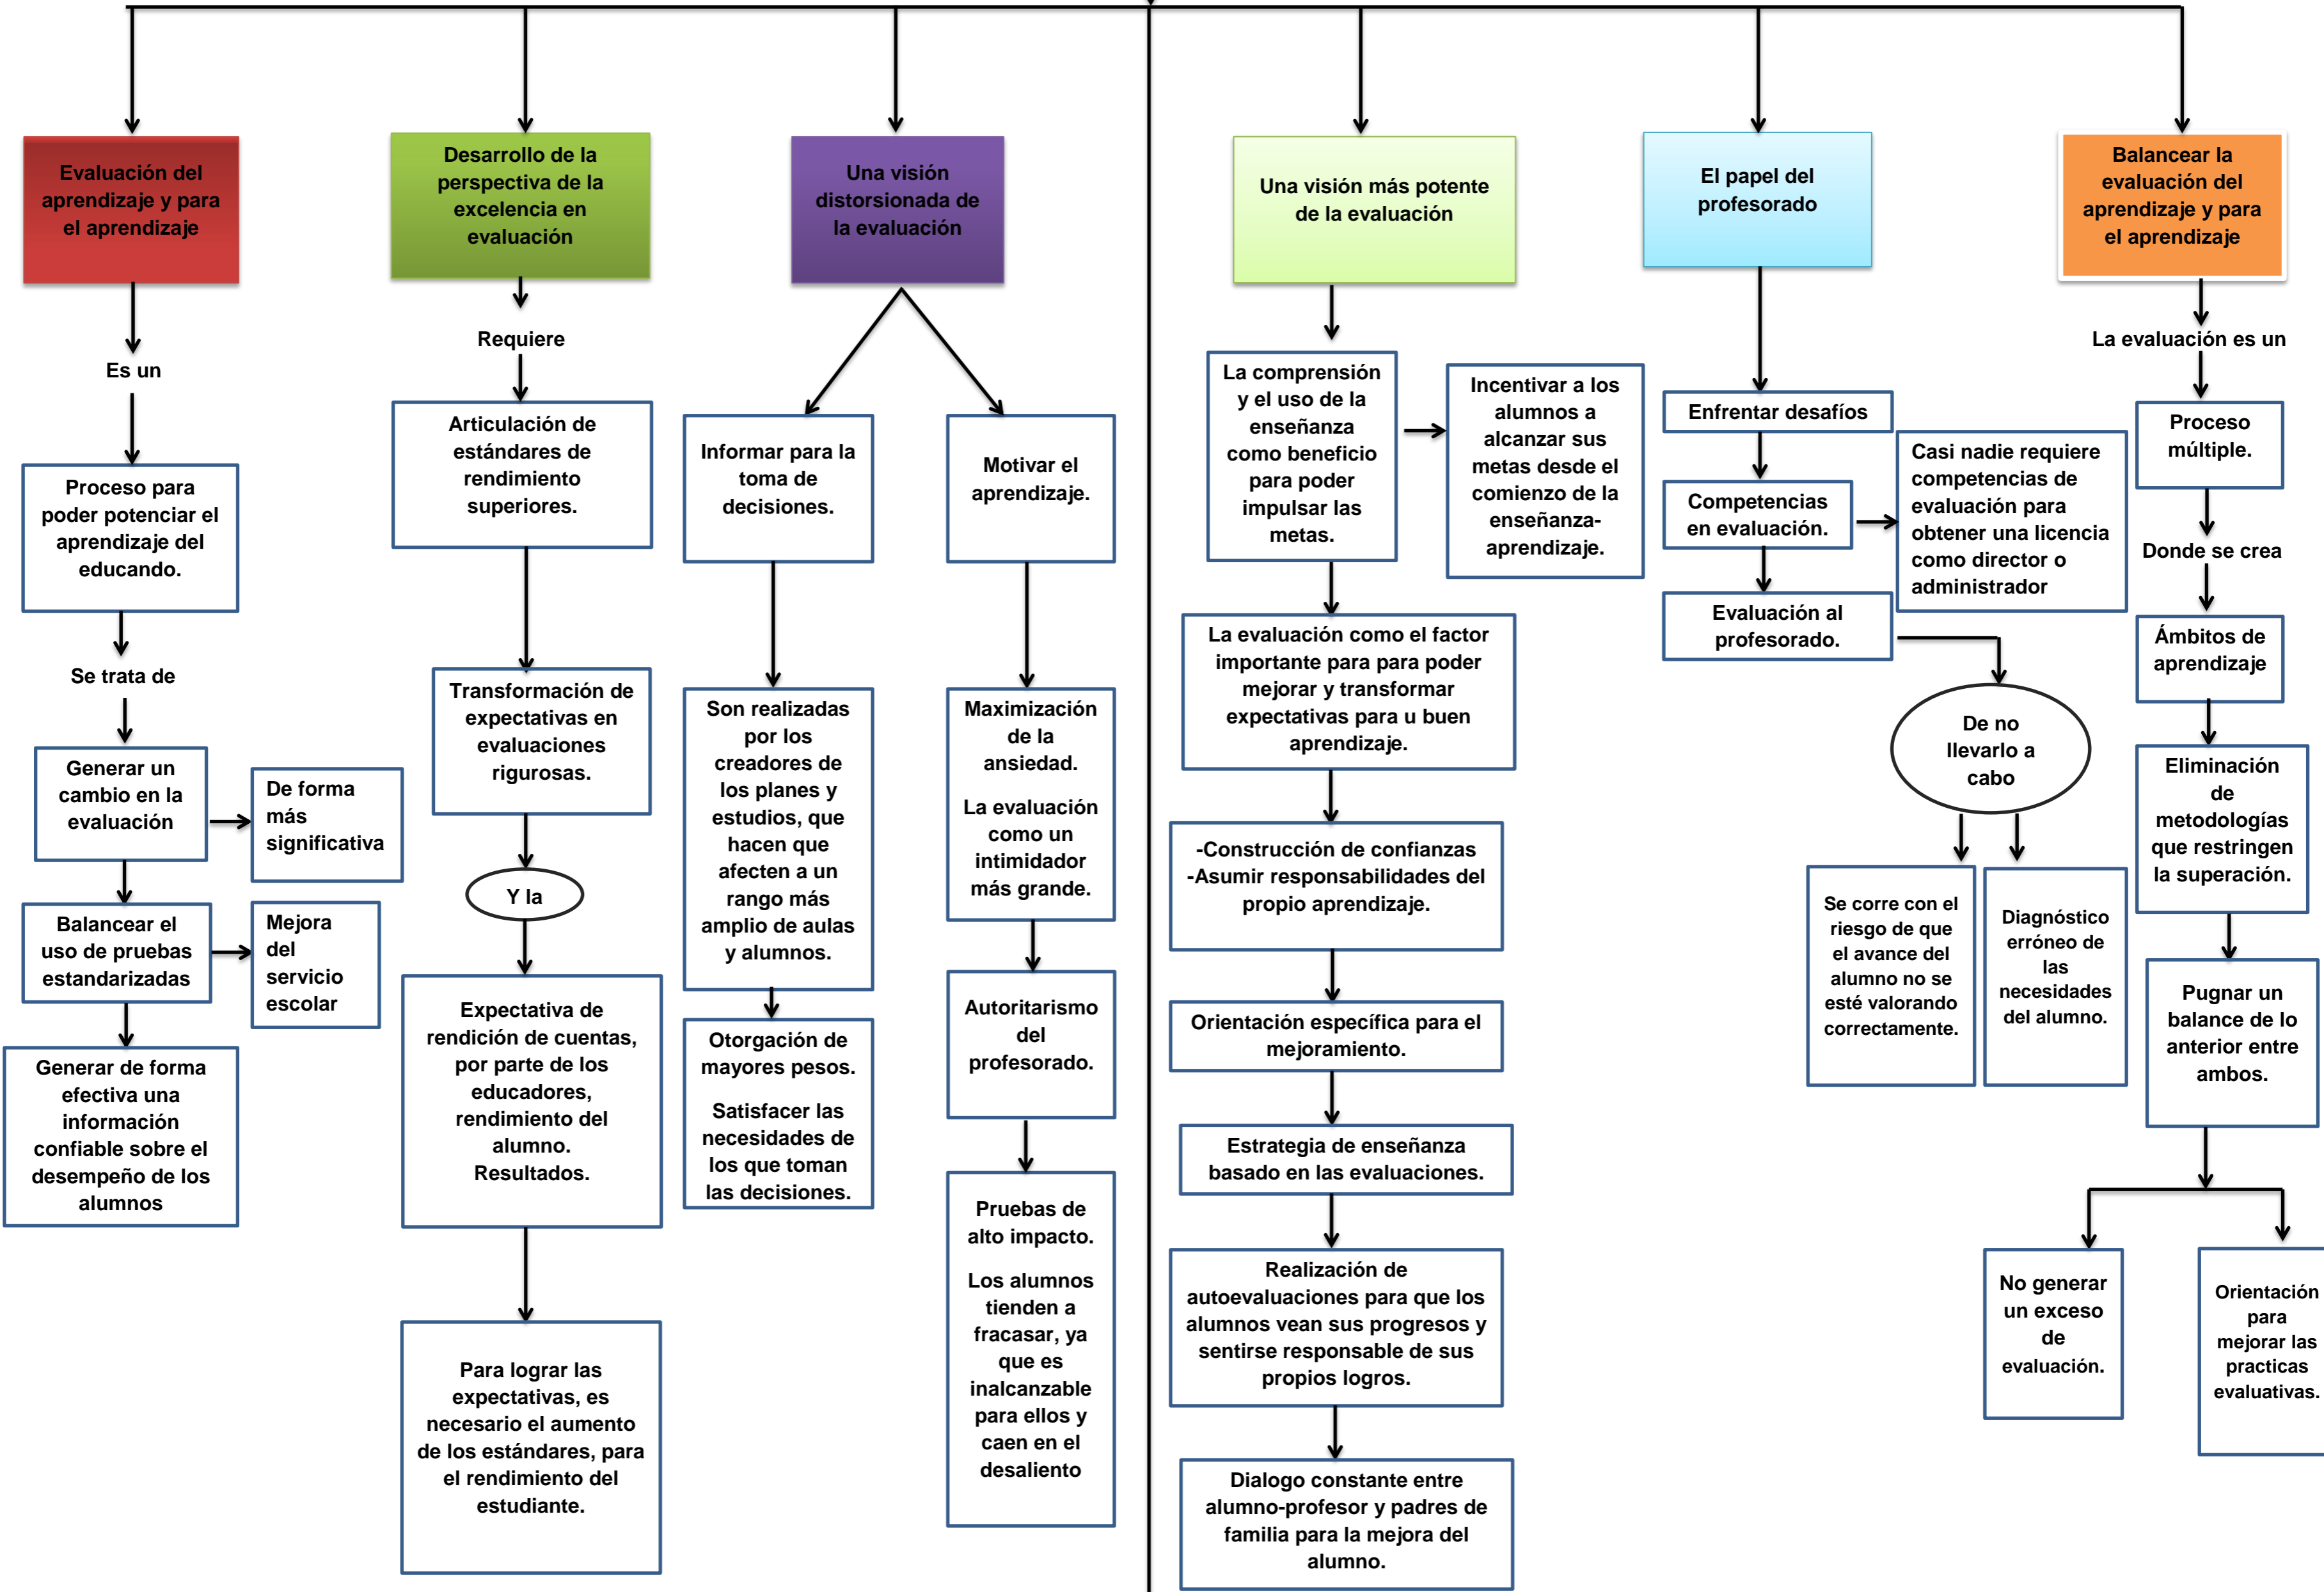 Evaluación del
aprendizaje y para
el aprendizaje
Es un
Proceso para
poder potenciar el
aprendizaje del
educando.
Se trata de
Generar un
cambio en la
evaluación
De forma
más
significativa
Balancear el
uso de pruebas
estandarizadas
Mejora
del
servicio
escolar
Generar de forma
efectiva una
información
confiable sobre el
desempeño de los
alumnos
Desarrollo de la
perspectiva de la
excelencia en
evaluación
Requiere
Articulación de
estándares de
rendimiento
superiores.
Transformación de
expectativas en
evaluaciones
rigurosas.
Y la
Expectativa de
rendición de cuentas,
por parte de los
educadores,
rendimiento del
alumno.
Resultados.
Para lograr las
expectativas, es
necesario el aumento
de los estándares, para
el rendimiento del
estudiante.
Una visión
distorsionada de
la evaluación
Informar para la
toma de
decisiones.
Son realizadas
por los
creadores de
los planes y
estudios, que
hacen que
afecten a un
rango más
amplio de aulas
y alumnos.
Otorgación de
mayores pesos.
Satisfacer las
necesidades de
los que toman
las decisiones.
Motivar el
aprendizaje.
Maximización
de la
ansiedad.
La evaluación
como un
intimidador
más grande.
Autoritarismo
del
profesorado.
Pruebas de
alto impacto.
Los alumnos
tienden a
fracasar, ya
que es
inalcanzable
para ellos y
caen en el
desaliento
Una visión más potente
de la evaluación
La comprensión
y el uso de la
enseñanza
como beneficio
para poder
impulsar las
metas.
Incentivar a los
alumnos a
alcanzar sus
metas desde el
comienzo de la
enseñanza-
aprendizaje.
La evaluación como el factor
importante para para poder
mejorar y transformar
expectativas para u buen
aprendizaje.
-Construcción de confianzas
-Asumir responsabilidades del
propio aprendizaje.
Orientación específica para el
mejoramiento.
Estrategia de enseñanza
basado en las evaluaciones.
Realización de
autoevaluaciones para que los
alumnos vean sus progresos y
sentirse responsable de sus
propios logros.
Dialogo constante entre
alumno-profesor y padres de
familia para la mejora del
alumno.
El papel del
profesorado
Enfrentar desafíos
Competencias
en evaluación.
Casi nadie requiere
competencias de
evaluación para
obtener una licencia
como director o
administrador
Evaluación al
profesorado.
De no
llevarlo a
cabo
Se corre con el
riesgo de que
el avance del
alumno no se
esté valorando
correctamente.
Diagnóstico
erróneo de
las
necesidades
del alumno.
Balancear la
evaluación del
aprendizaje y para
el aprendizaje
La evaluación es un
Proceso
múltiple.
Donde se crea
Ámbitos de
aprendizaje
Eliminación
de
metodologías
que restringen
la superación.
Pugnar un
balance de lo
anterior entre
ambos.
No generar
un exceso
de
evaluación.
Orientación
para
mejorar las
practicas
evaluativas.